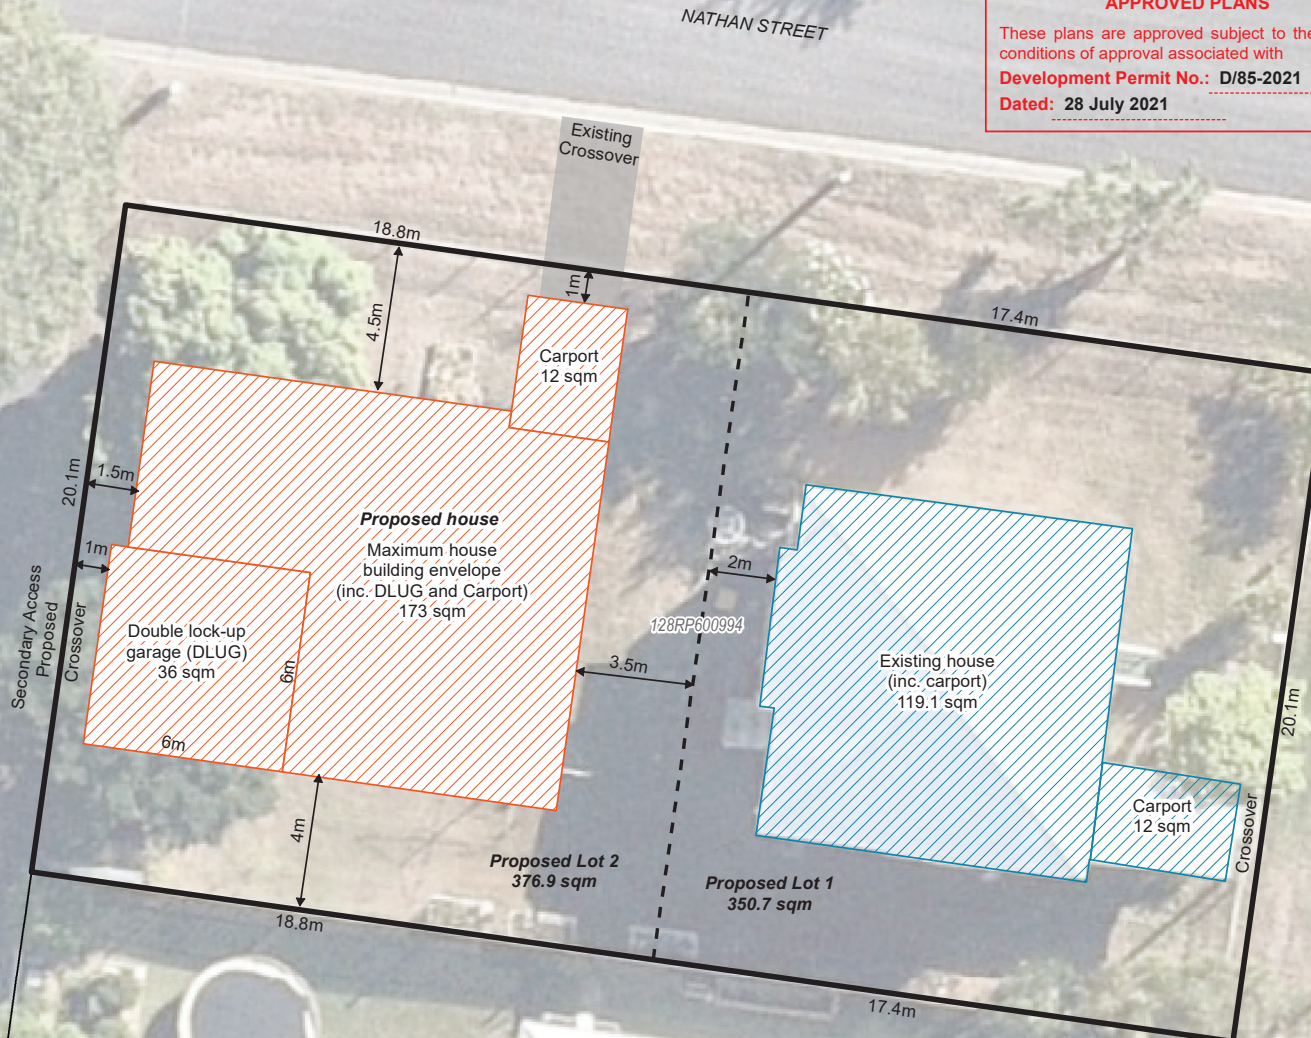 NATHAN STREET
APPROVED PLANS
These plans are approved subject to the
conditions of approval associated with
Development Permit No.: D/85-2021
Dated: 28 July 2021
Existing
Crossover
18.8m
1m
4.5m
17.4m
Carport
12 sqm
20.1m
1.5m
1m
Proposed house
Maximum house
building envelope
(inc. DLUG and Carport)
173 sqm
2m
128RP600994
Secondary Access
Proposed
Crossover
Double lock-up
garage (DLUG)
36 sqm
6m
6m
3.5m
Existing house
(inc. carport)
119.1 sqm
20.1m
Carport
12 sqm
Crossover
4m
Proposed Lot 2
376.9 sqm
Proposed Lot 1
350.7 sqm
18.8m
17.4m